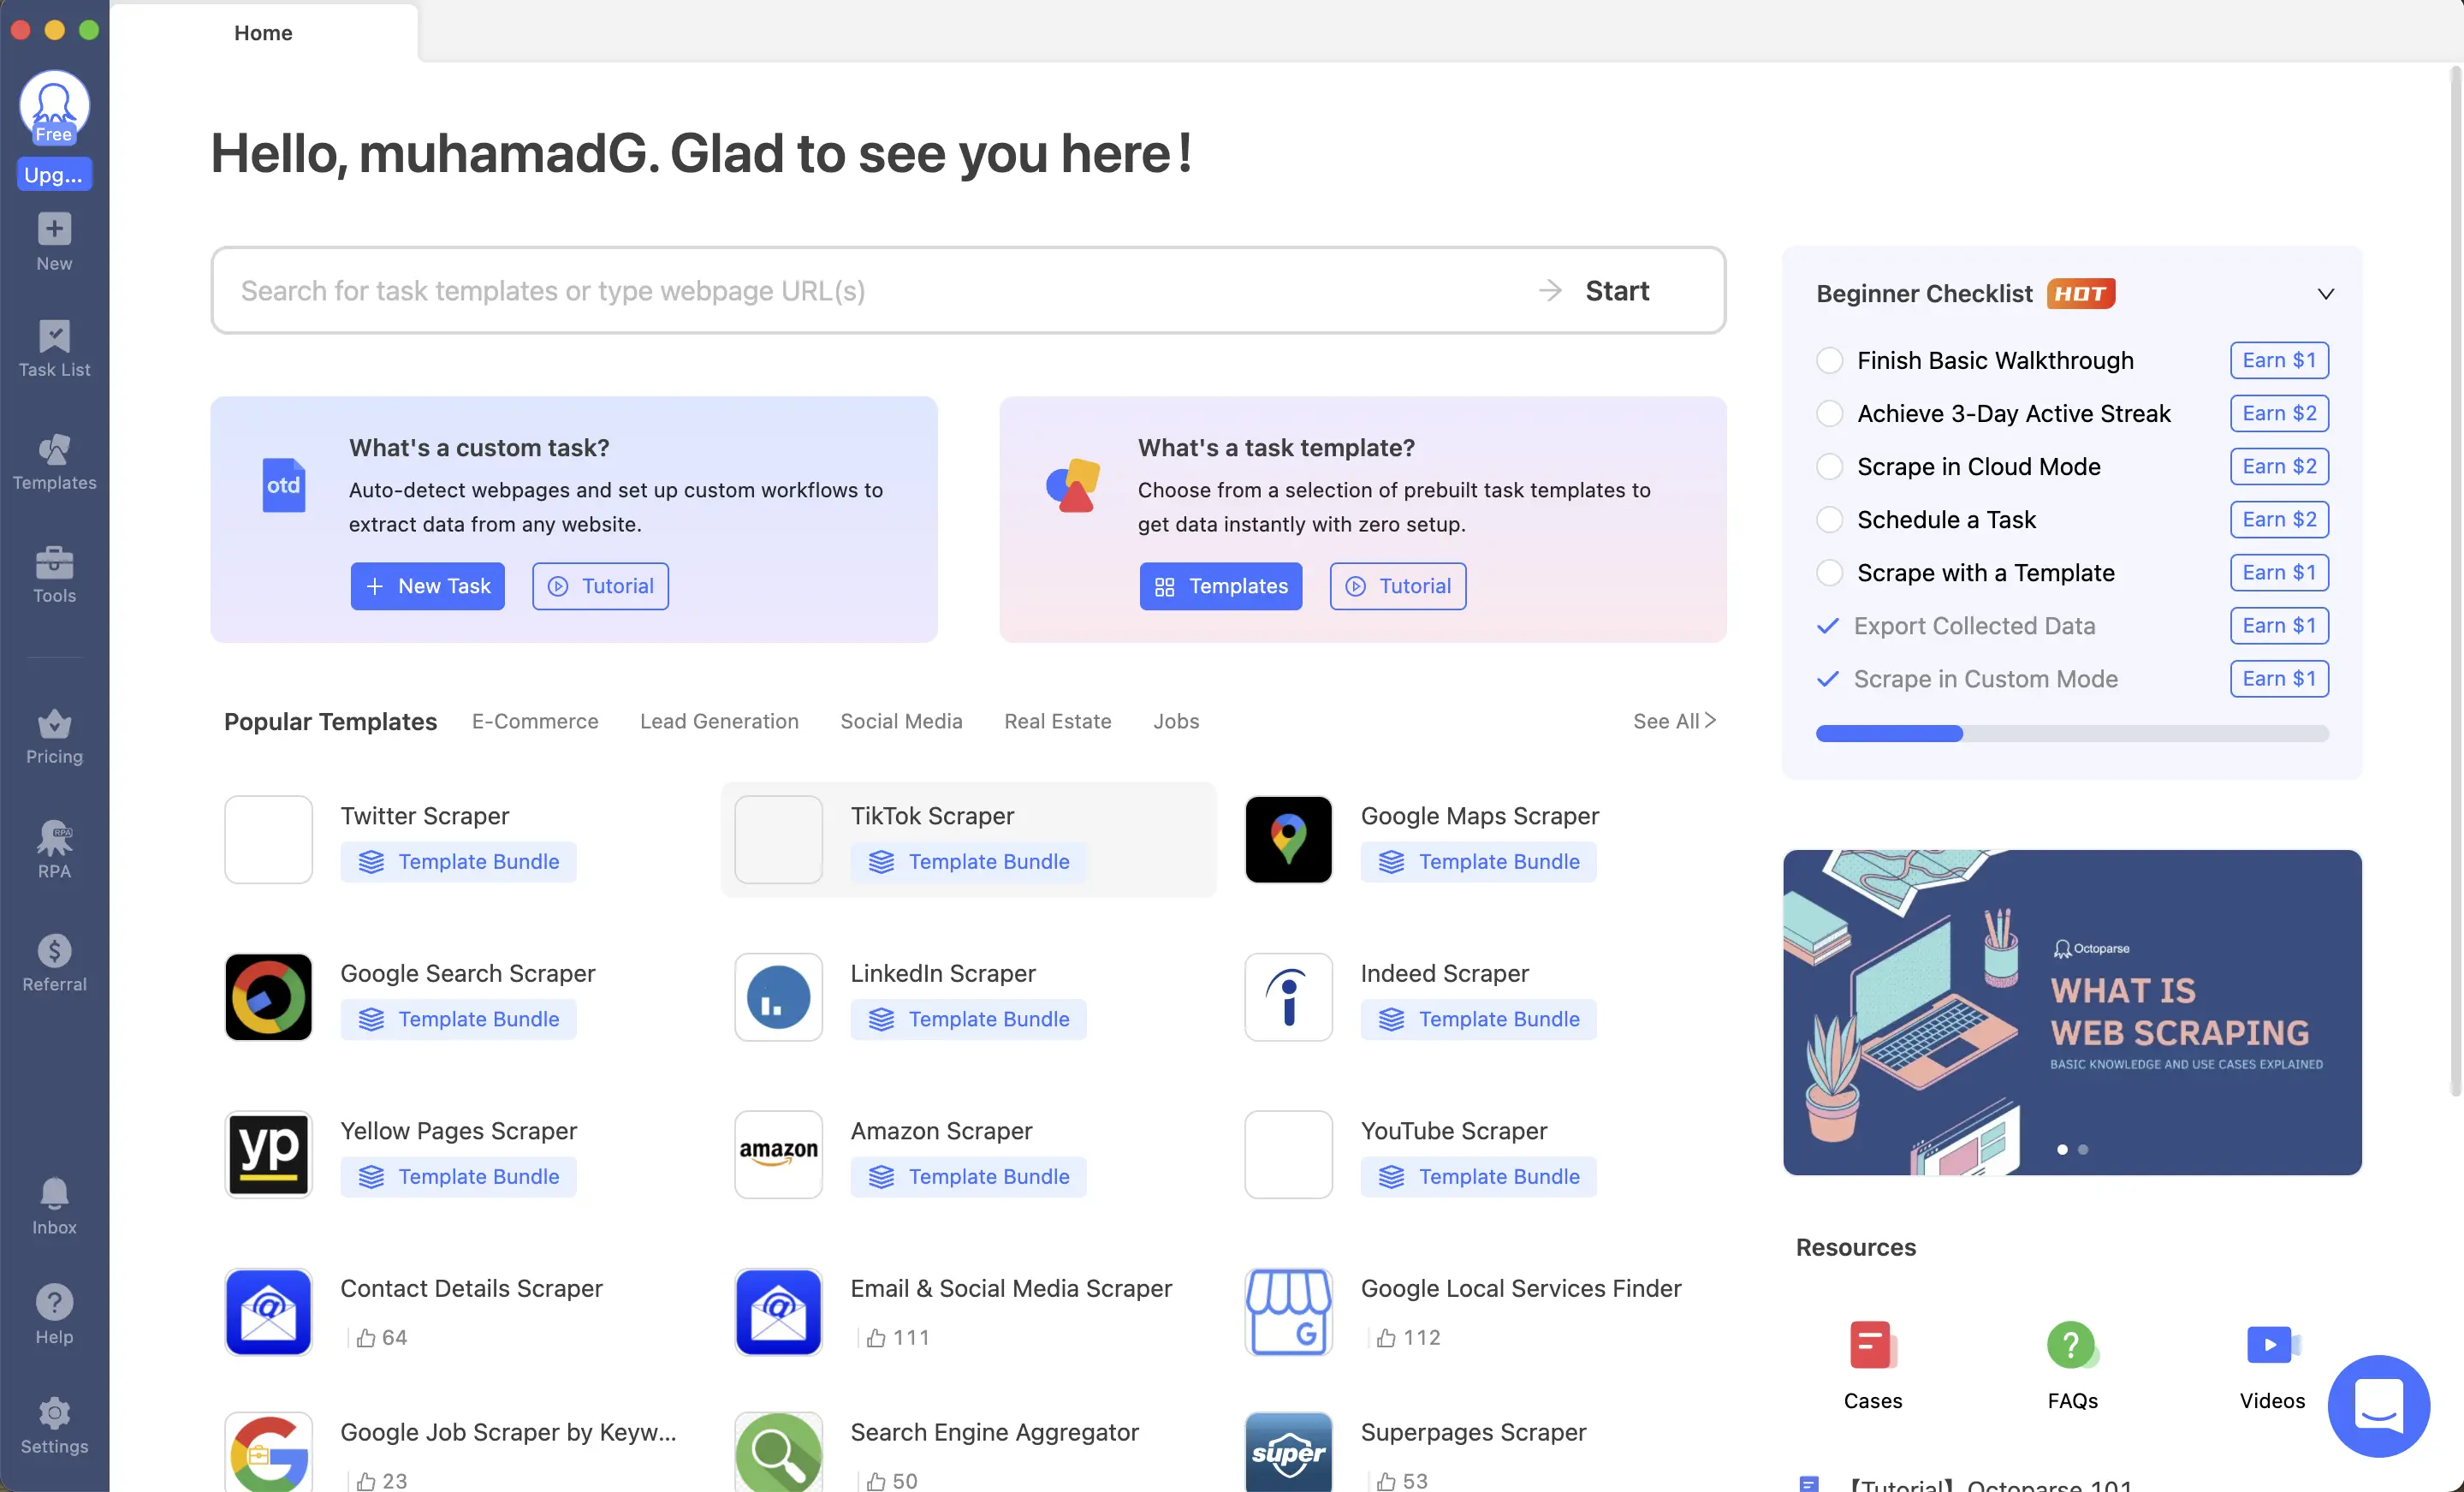 Home
Free
Upg...
New
Task List
Templates
Tools
Pricing
RPA
RPA
Referral
Inbox
Help
Settings
Hello, muhamadG. Glad to see you here!
Search for task templates or type webpage URL(s)
Start
otd
What's a custom task?
Auto-detect webpages and set up custom workflows to
extract data from any website.
New Task
Tutorial
What's a task template?
Choose from a selection of prebuilt task templates to
get data instantly with zero setup.
Templates
Tutorial
Popular Templates E-Commerce Lead Generation Social Media Real Estate Jobs See All
Twitter Scraper
Template Bundle
TikTok Scraper
Template Bundle
Google Maps Scraper
Template Bundle
Google Search Scraper
Template Bundle
LinkedIn Scraper
Template Bundle
Indeed Scraper
Template Bundle
yp
Yellow Pages Scraper
Template Bundle
amazon
Amazon Scraper
Template Bundle
YouTube Scraper
Template Bundle
Contact Details Scraper
64
Email & Social Media Scraper
111
G
Google Local Services Finder
112
Google Job Scraper by Keyw...
23
Search Engine Aggregator
50
super
Superpages Scraper
53
Beginner Checklist HOT
Finish Basic Walkthrough Earn $1
Achieve 3-Day Active Streak Earn $2
Scrape in Cloud Mode Earn $2
Schedule a Task Earn $2
Scrape with a Template Earn $1
Export Collected Data Earn $1
Scrape in Custom Mode Earn $1
Octoparse
WHAT IS
WEB SCRAPING
BASIC KNOWLEDGE AND USE CASES EXPLAINED
Resources
Cases
FAQs
Videos
【Tutorial】Octoparse 101